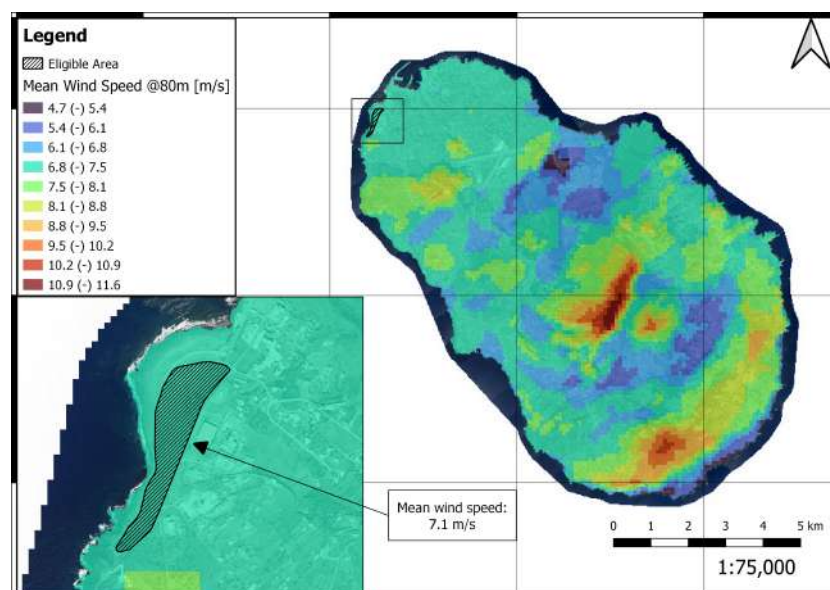 Legend
Eligible Area
Mean Wind Speed @80m [m/s]
4.7 (-) 5.4
5.4 (-) 6.1
6.1 (-) 6.8
6.8 (-) 7.5
7.5 (-) 8.1
8.1 (-) 8.8
8.8 (-) 9.5
9.5 (-) 10.2
10.2 (-) 10.9
10.9 (-) 11.6
Mean wind speed:
7.1 m/s
0 1 2 3 4 5 km
1:75,000